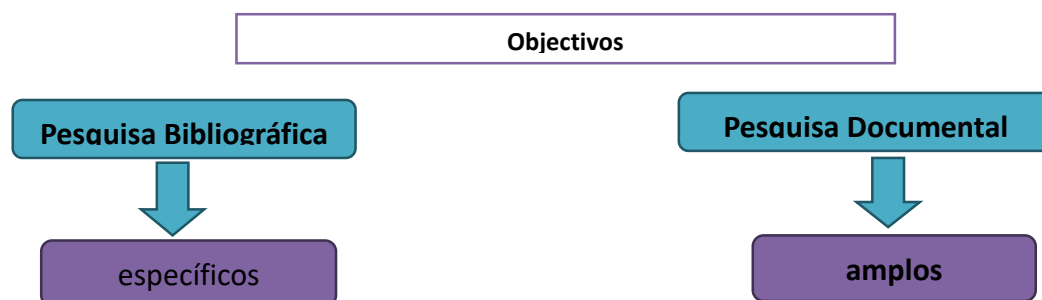 Objectivos
Pesquisa Bibliográfica
Pesquisa Documental
específicos
amplos